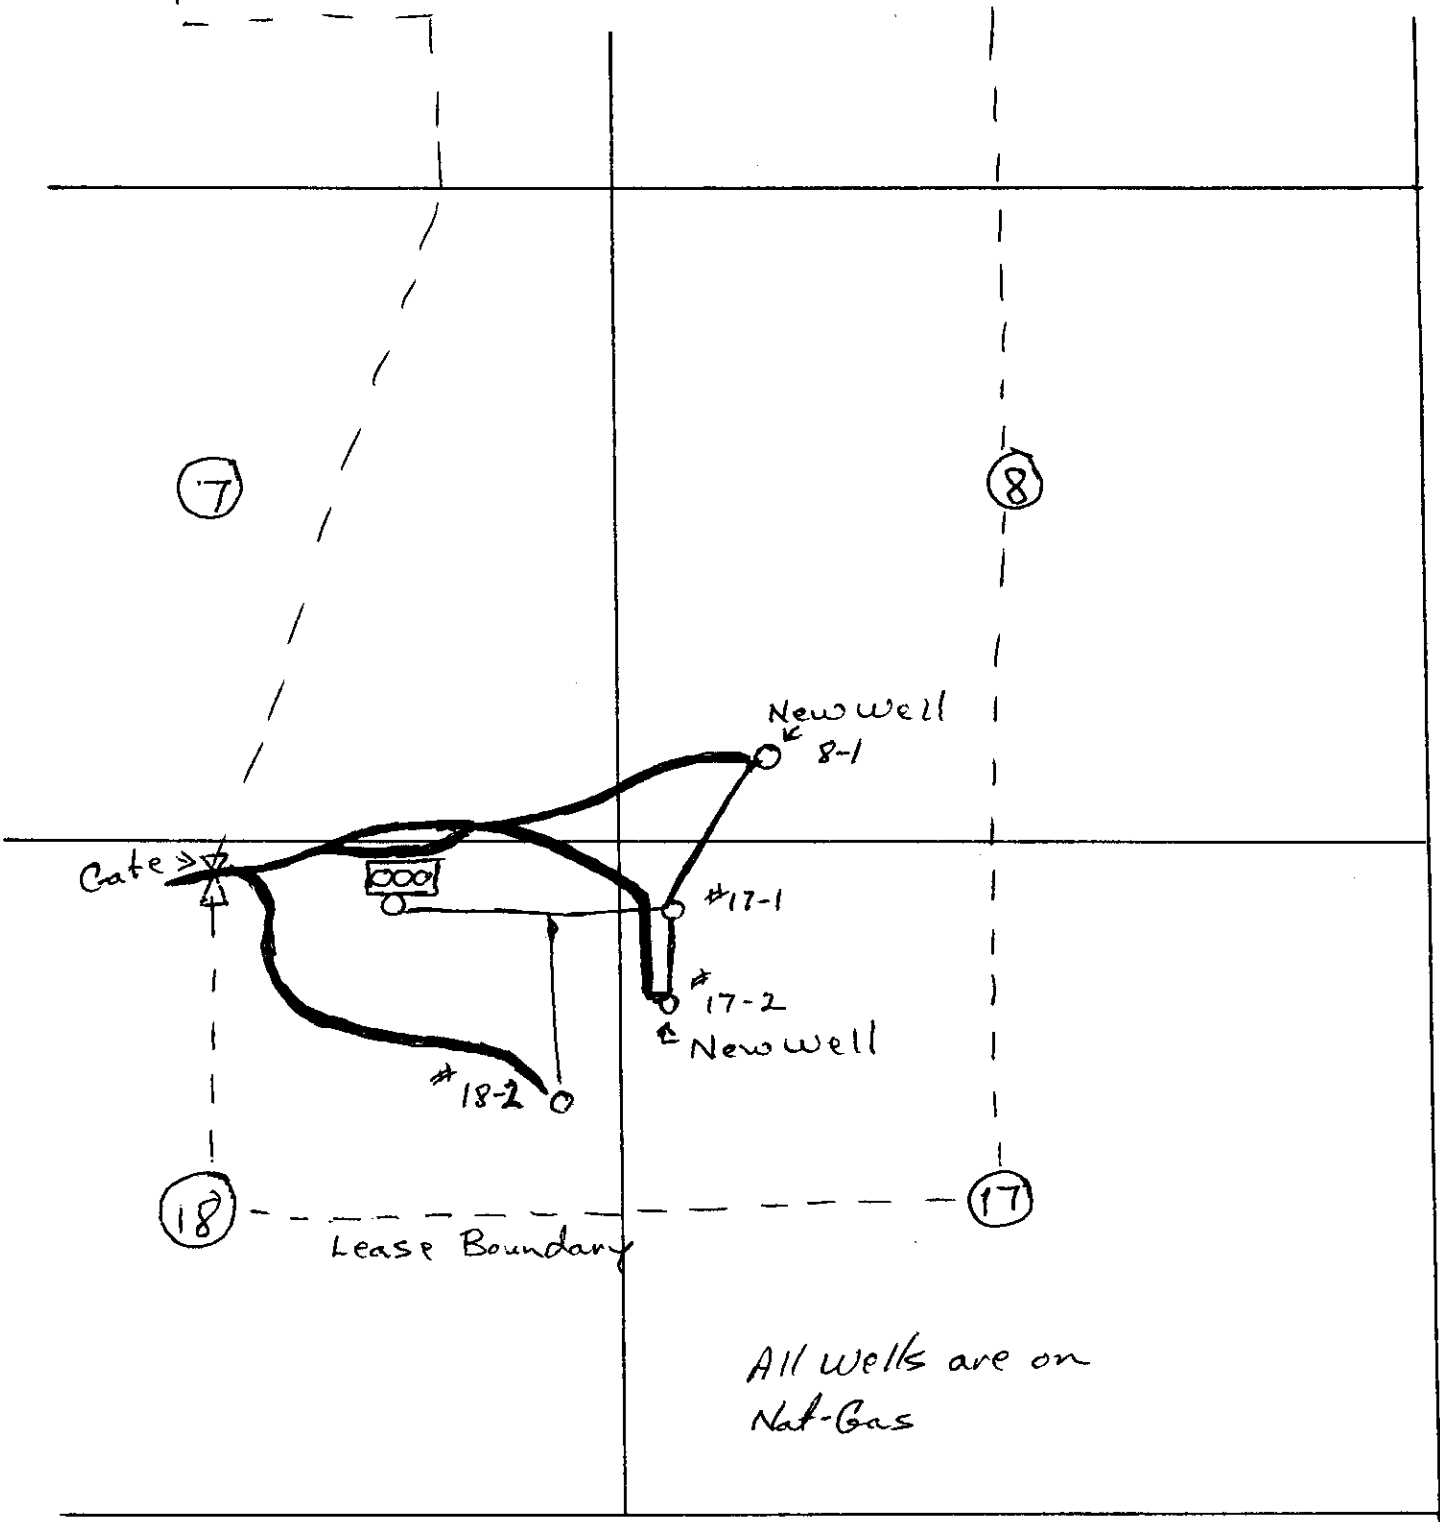 7
8
New Well
8-1
Gate
#17-1
#17-2
New Well
#18-2
18
17
Lease Boundary
All wells are on
Nat-Gas